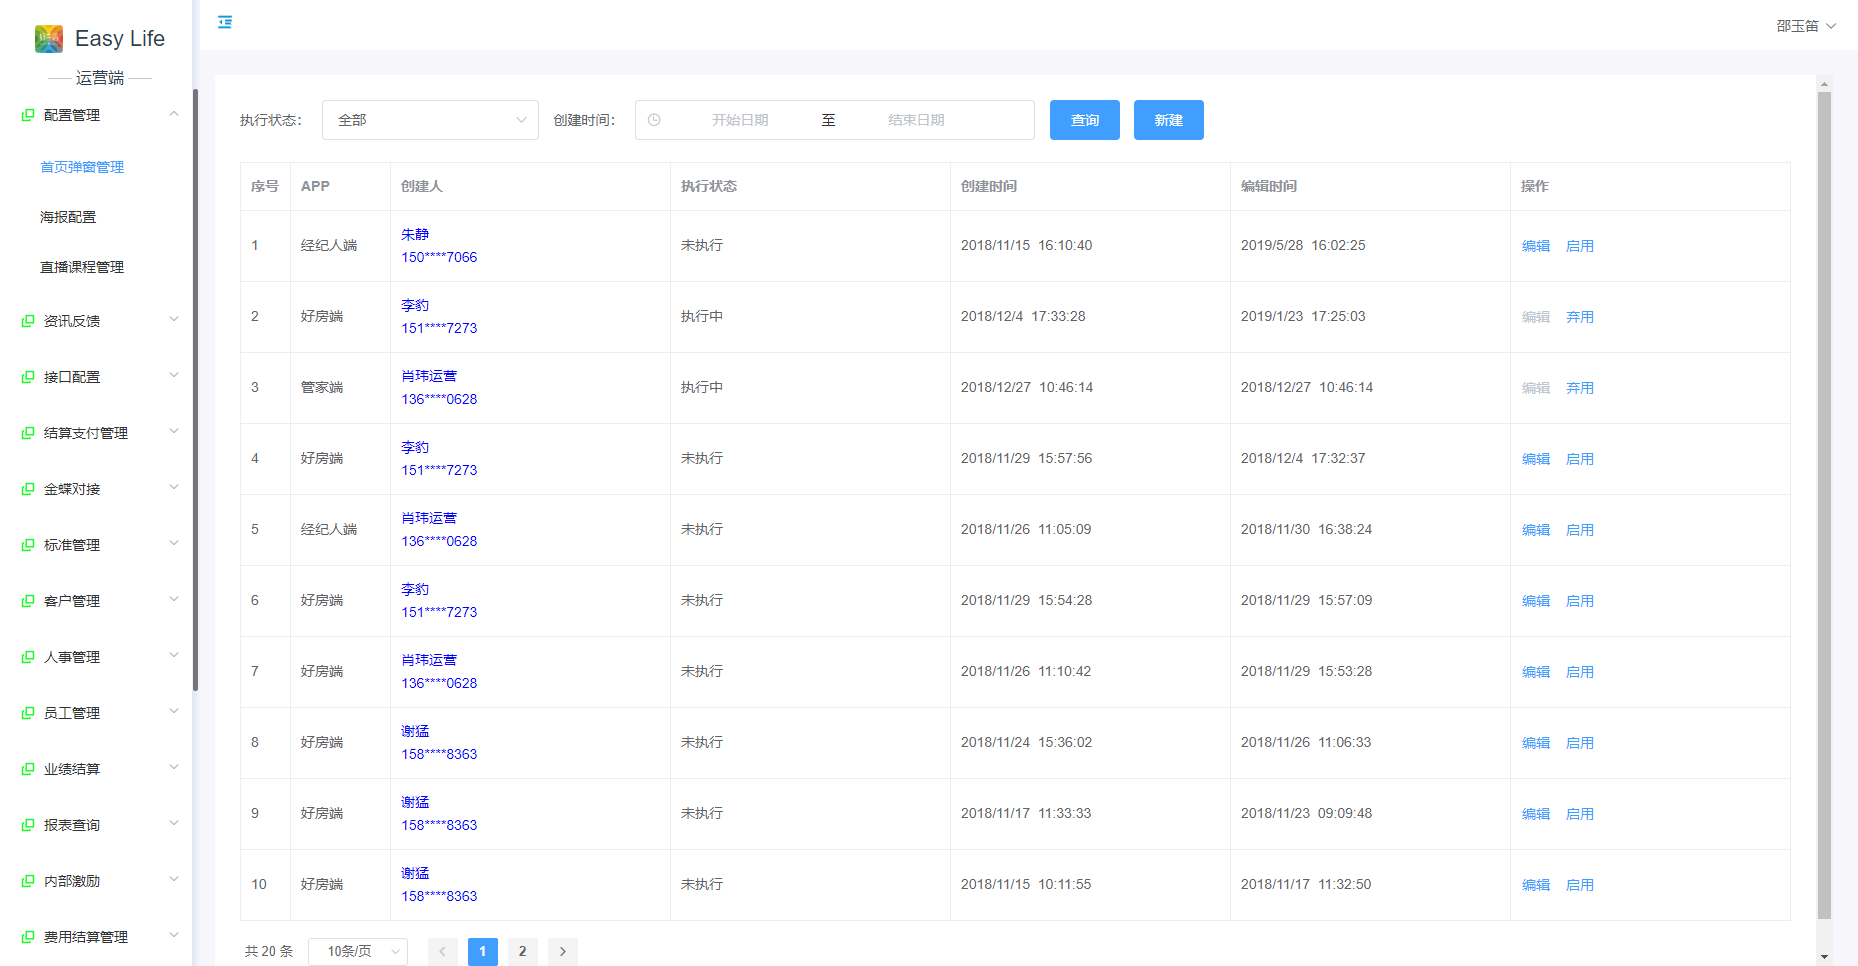 Easy Life
运营端
配置管理
首页弹窗管理
海报配置
直播课程管理
资讯反馈
接口配置
结算支付管理
金蝶对接
标准管理
客户管理
人事管理
员工管理
业绩结算
报表查询
内部激励
费用结算管理
邵玉笛
执行状态： 全部 创建时间： 开始日期 至 结束日期 查询 新建
序号 APP 创建人 执行状态 创建时间 编辑时间 操作
1 经纪人端 朱静 未执行 2018/11/15 16:10:40 2019/5/28 16:02:25 编辑 启用
150****7066
2 好房端 李豹 执行中 2018/12/4 17:33:28 2019/1/23 17:25:03 编辑 弃用
151****7273
3 管家端 肖玮运营 执行中 2018/12/27 10:46:14 2018/12/27 10:46:14 编辑 弃用
136****0628
4 好房端 李豹 未执行 2018/11/29 15:57:56 2018/12/4 17:32:37 编辑 启用
151****7273
5 经纪人端 肖玮运营 未执行 2018/11/26 11:05:09 2018/11/30 16:38:24 编辑 启用
136****0628
6 好房端 李豹 未执行 2018/11/29 15:54:28 2018/11/29 15:57:09 编辑 启用
151****7273
7 好房端 肖玮运营 未执行 2018/11/26 11:10:42 2018/11/29 15:53:28 编辑 启用
136****0628
8 好房端 谢猛 未执行 2018/11/24 15:36:02 2018/11/26 11:06:33 编辑 启用
158****8363
9 好房端 谢猛 未执行 2018/11/17 11:33:33 2018/11/23 09:09:48 编辑 启用
158****8363
10 好房端 谢猛 未执行 2018/11/15 10:11:55 2018/11/17 11:32:50 编辑 启用
158****8363
共 20 条 10条/页 1 2